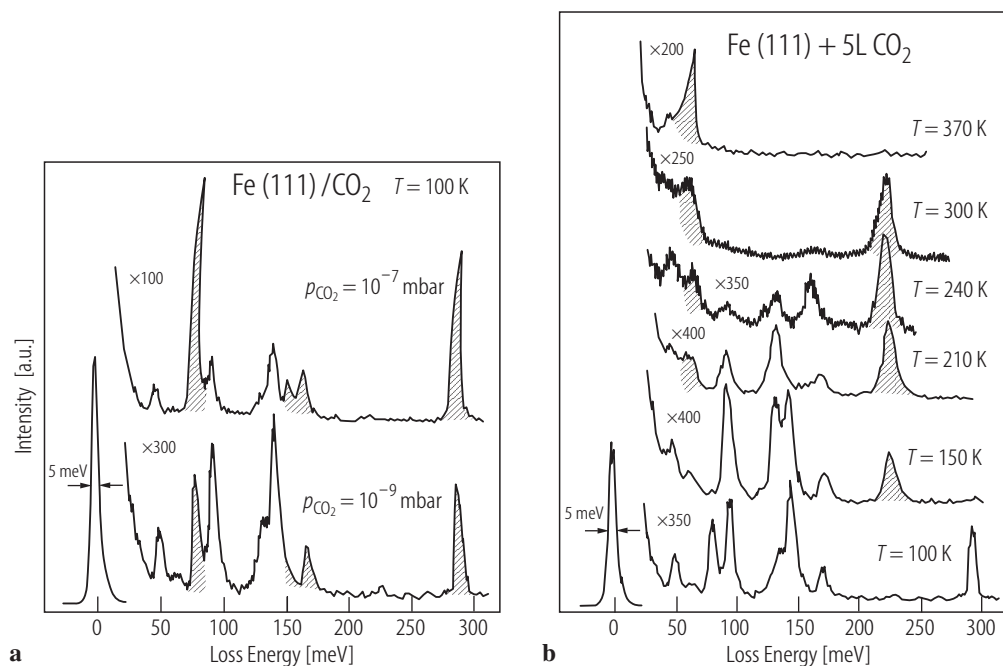 Fe (111) /CO₂ T = 100 K
×100
p_CO₂ = 10⁻⁷ mbar
×300
5 meV
p_CO₂ = 10⁻⁹ mbar
Intensity [a.u.]
0 50 100 150 200 250 300
Loss Energy [meV]
a
Fe (111) + 5L CO₂
×200
T = 370 K
×250
T = 300 K
×350
T = 240 K
×400
T = 210 K
×400
T = 150 K
5 meV
×350
T = 100 K
0 50 100 150 200 250 300
Loss Energy [meV]
b